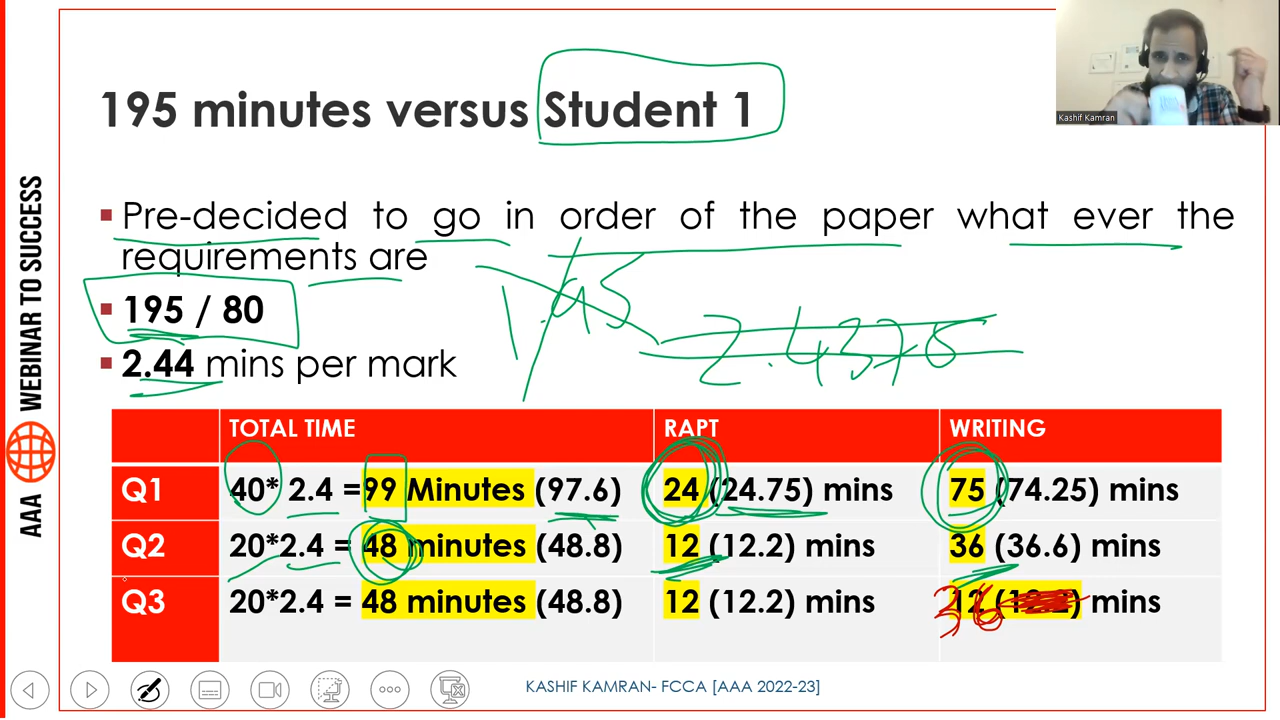 195 minutes versus Student 1
Kashif Kamran
AAA WEBINAR TO SUCCESS
▪ Pre-decided to go in order of the paper what ever the
requirements are
▪ 195 / 80
1.95
▪ 2.44 mins per mark
2.4375
TOTAL TIME RAPT WRITING
Q1 40* 2.4 =99 Minutes (97.6) 24 (24.75) mins 75 (74.25) mins
Q2 20*2.4 = 48 minutes (48.8) 12 (12.2) mins 36 (36.6) mins
Q3 20*2.4 = 48 minutes (48.8) 12 (12.2) mins 36 12 ( ) mins
KASHIF KAMRAN- FCCA [AAA 2022-23]